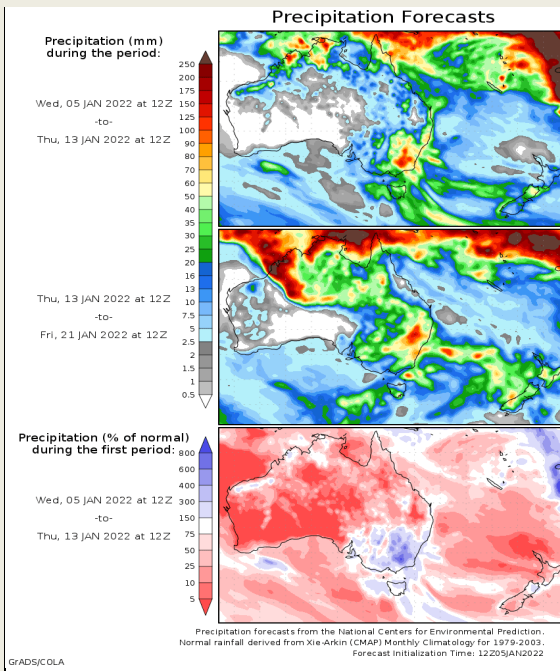 Precipitation Forecasts
Precipitation (mm)
during the period:
Wed, 05 JAN 2022 at 12Z
-to-
Thu, 13 JAN 2022 at 12Z
250
200
175
150
125
100
90
80
70
60
50
40
35
30
25
20
16
13
10
7.5
5
2.5
2
1.5
1
0.5
Thu, 13 JAN 2022 at 12Z
-to-
Fri, 21 JAN 2022 at 12Z
Precipitation (% of normal)
during the first period:
Wed, 05 JAN 2022 at 12Z
-to-
Thu, 13 JAN 2022 at 12Z
800
600
400
300
150
75
50
25
10
5
Precipitation forecasts from the National Centers for Environmental Prediction.
Normal rainfall derived from Xie-Arkin (CMAP) Monthly Climatology for 1979-2003.
Forecast Initialization Time: 12Z05JAN2022
GrADS/COLA